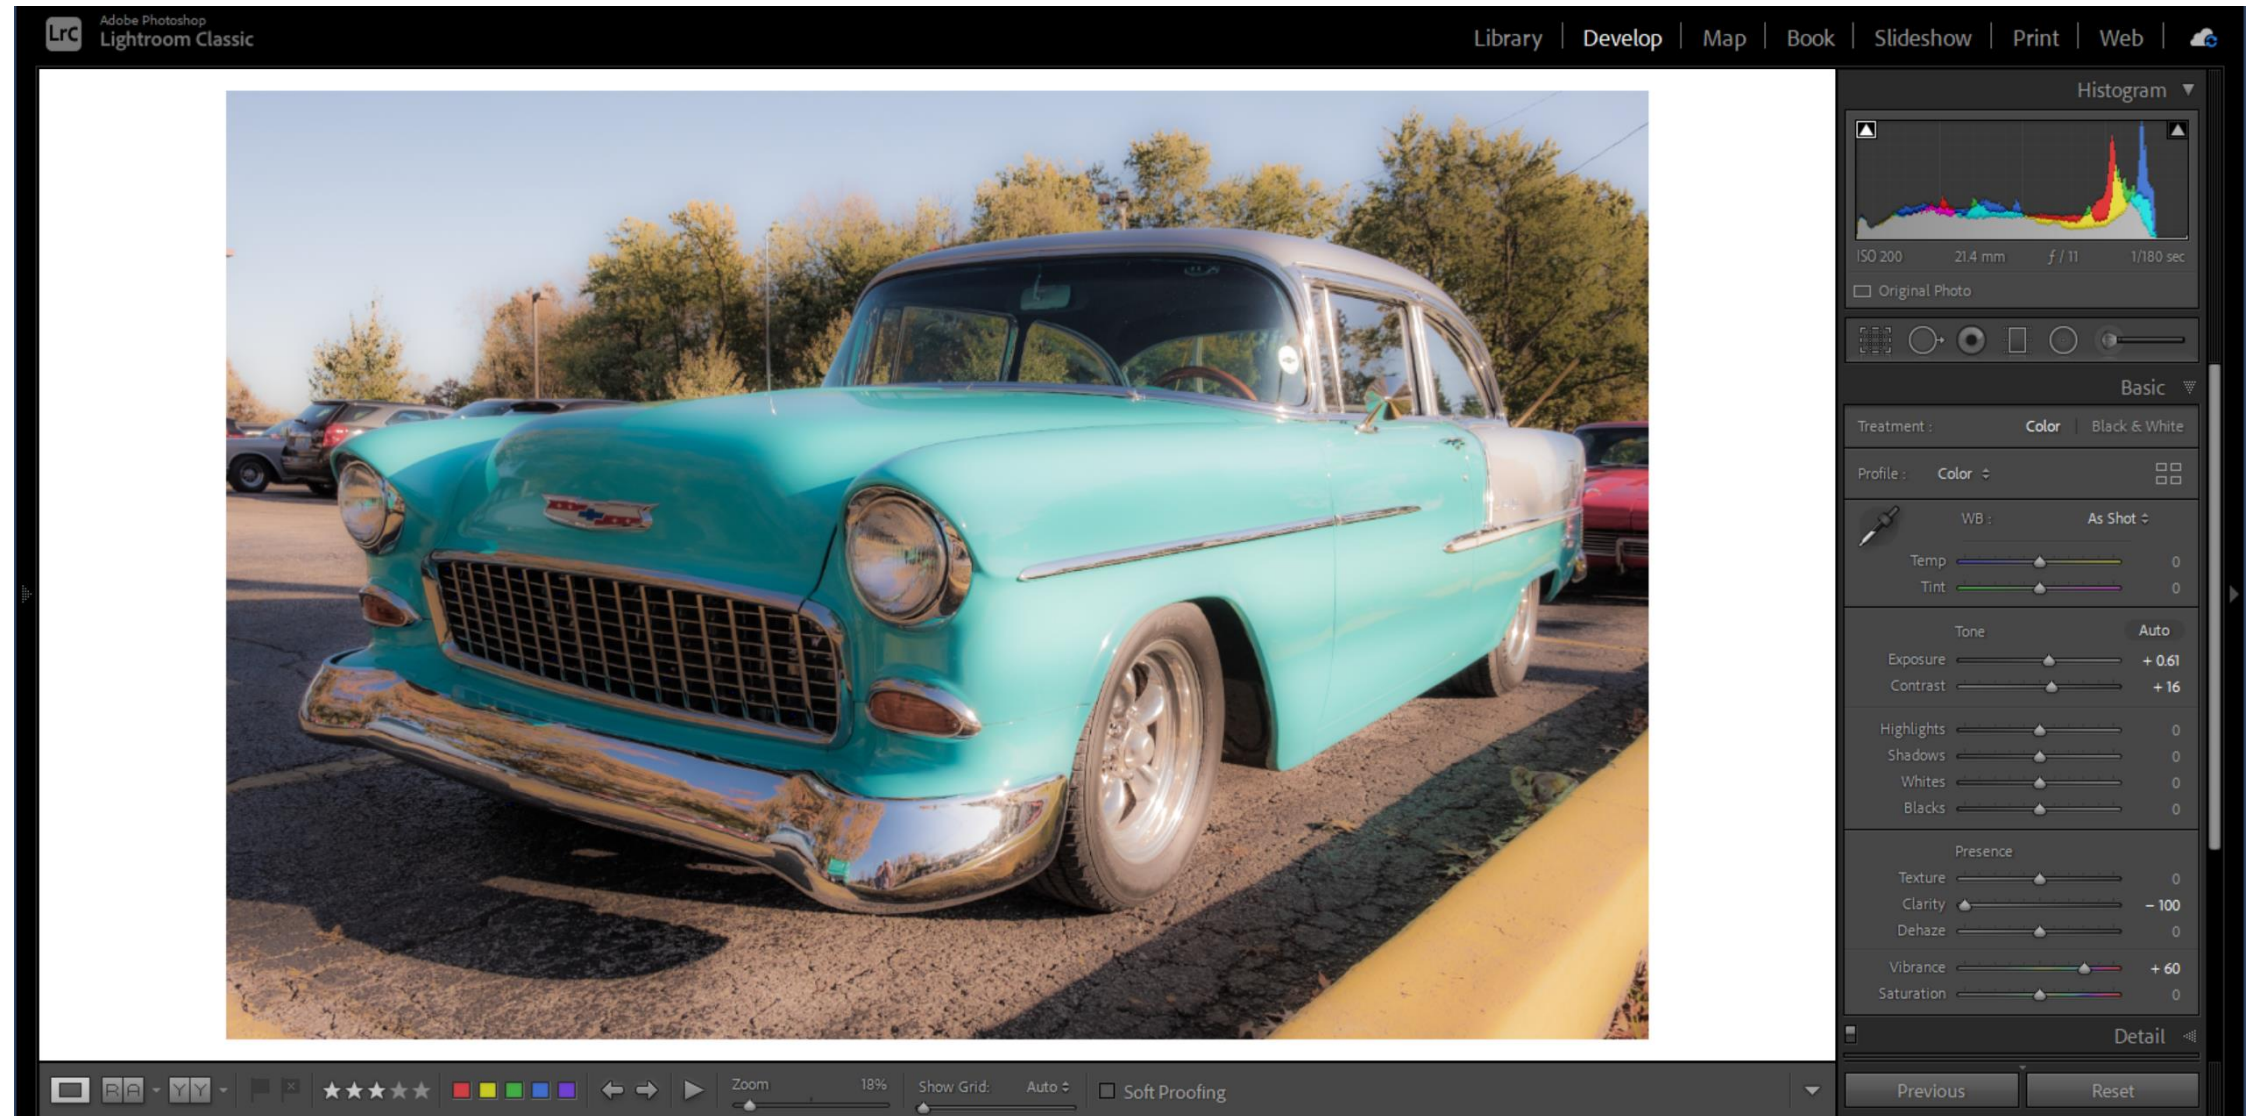 Adobe Photoshop
Lightroom Classic
LrC
Library | Develop | Map | Book | Slideshow | Print | Web
Histogram
ISO 200 21.4 mm ƒ / 11 1/180 sec
Original Photo
Basic
Treatment : Color Black & White
Profile : Color
WB : As Shot
Temp 0
Tint 0
Tone Auto
Exposure + 0.61
Contrast + 16
Highlights 0
Shadows 0
Whites 0
Blacks 0
Presence
Texture 0
Clarity – 100
Dehaze 0
Vibrance + 60
Saturation 0
Detail
Previous Reset
R A Y Y Zoom 18% Show Grid: Auto Soft Proofing